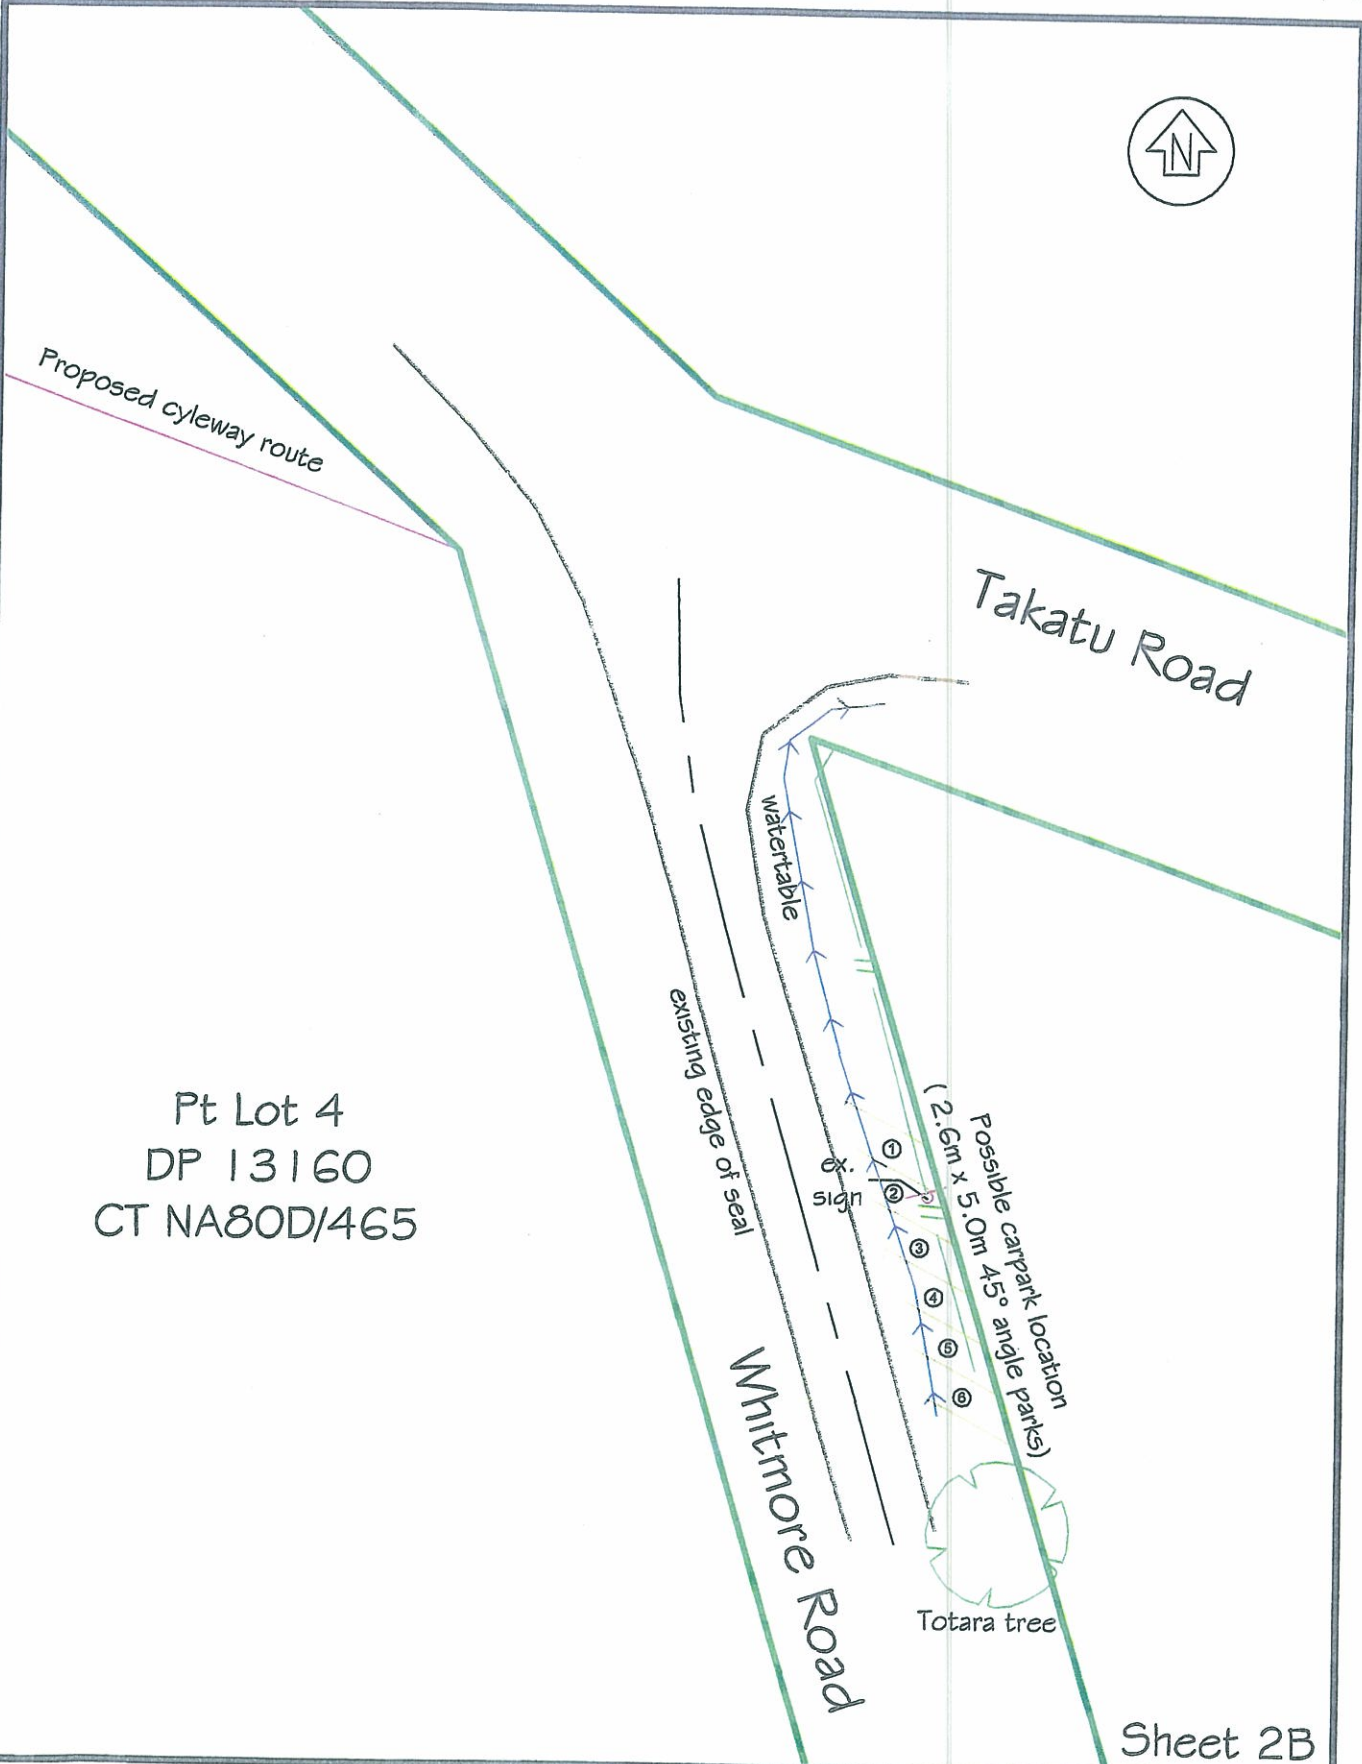 N
Proposed cyleway route
Takatu Road
watertable
existing edge of seal
Pt Lot 4
DP 13160
CT NA80D/465
ex.
sign
1
2
3
4
5
6
Possible carpark location
(2.6m x 5.0m 45° angle parks)
Whitmore Road
Totara tree
Sheet 2B